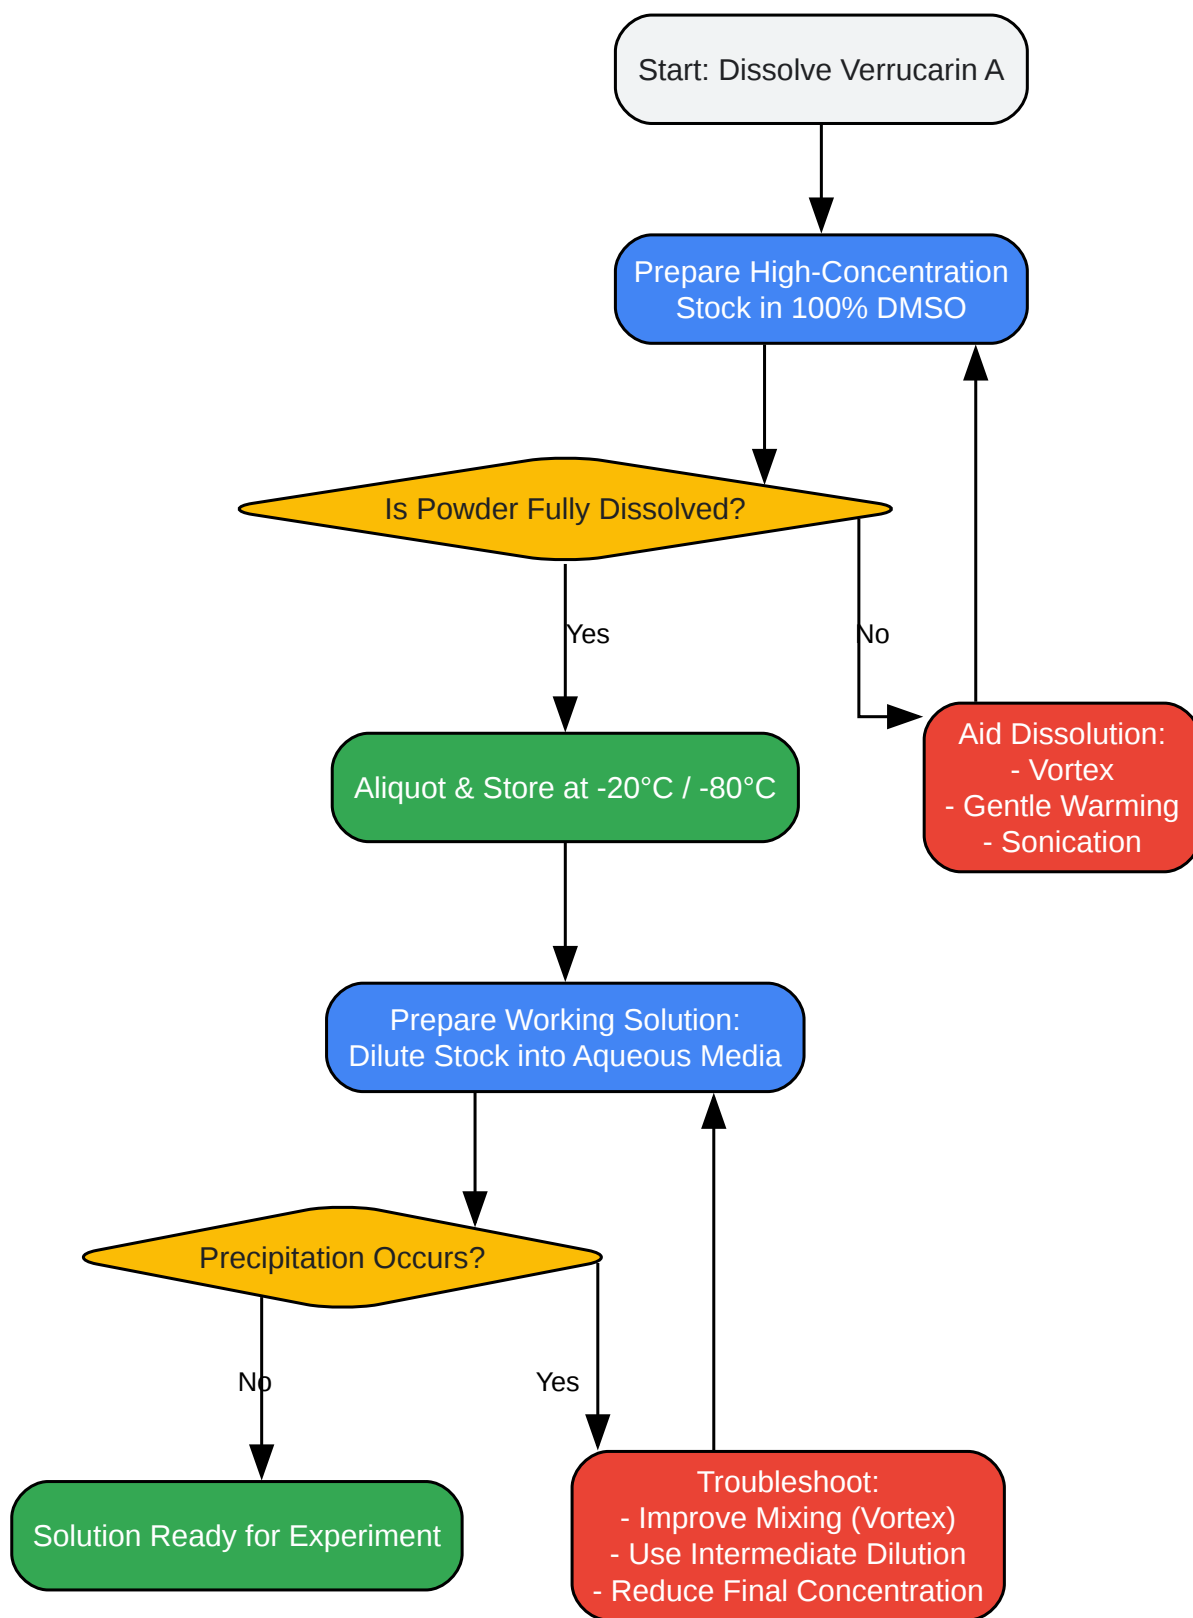 Start: Dissolve Verrucarin A
Prepare High-Concentration
Stock in 100% DMSO
Is Powder Fully Dissolved?
Yes
No
Aid Dissolution:
- Vortex
- Gentle Warming
- Sonication
Aliquot & Store at -20°C / -80°C
Prepare Working Solution:
Dilute Stock into Aqueous Media
Precipitation Occurs?
No
Yes
Solution Ready for Experiment
Troubleshoot:
- Improve Mixing (Vortex)
- Use Intermediate Dilution
- Reduce Final Concentration